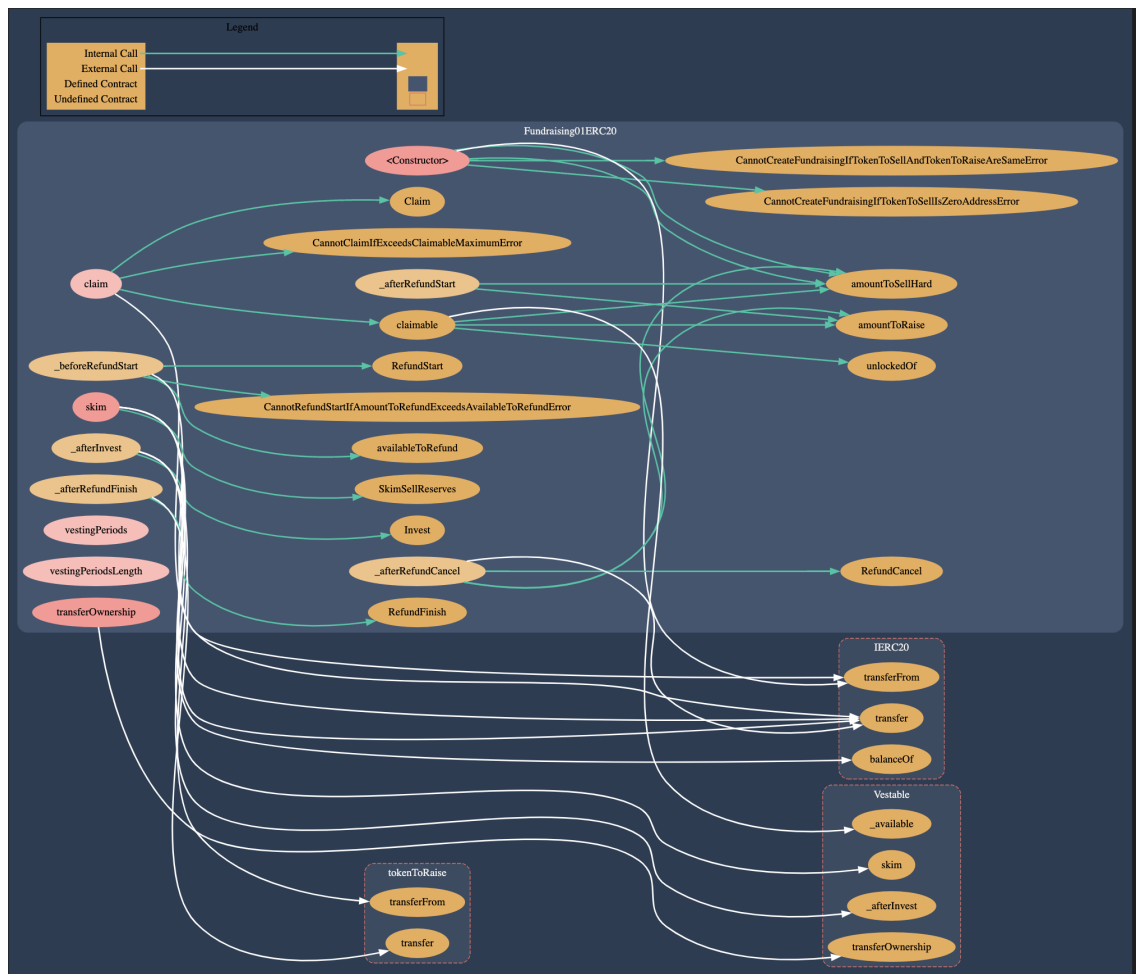 Legend
Internal Call
External Call
Defined Contract
Undefined Contract
Fundraising01ERC20
<Constructor>
CannotCreateFundraisingIfTokenToSellAndTokenToRaiseAreSameError
Claim
CannotCreateFundraisingIfTokenToSellIsZeroAddressError
CannotClaimIfExceedsClaimableMaximumError
claim
_afterRefundStart
amountToSellHard
claimable
amountToRaise
_beforeRefundStart
RefundStart
unlockedOf
skim
CannotRefundStartIfAmountToRefundExceedsAvailableToRefundError
_afterInvest
availableToRefund
_afterRefundFinish
SkimSellReserves
vestingPeriods
Invest
vestingPeriodsLength
_afterRefundCancel
RefundCancel
transferOwnership
RefundFinish
IERC20
transferFrom
transfer
balanceOf
Vestable
_available
skim
_afterInvest
transferOwnership
tokenToRaise
transferFrom
transfer